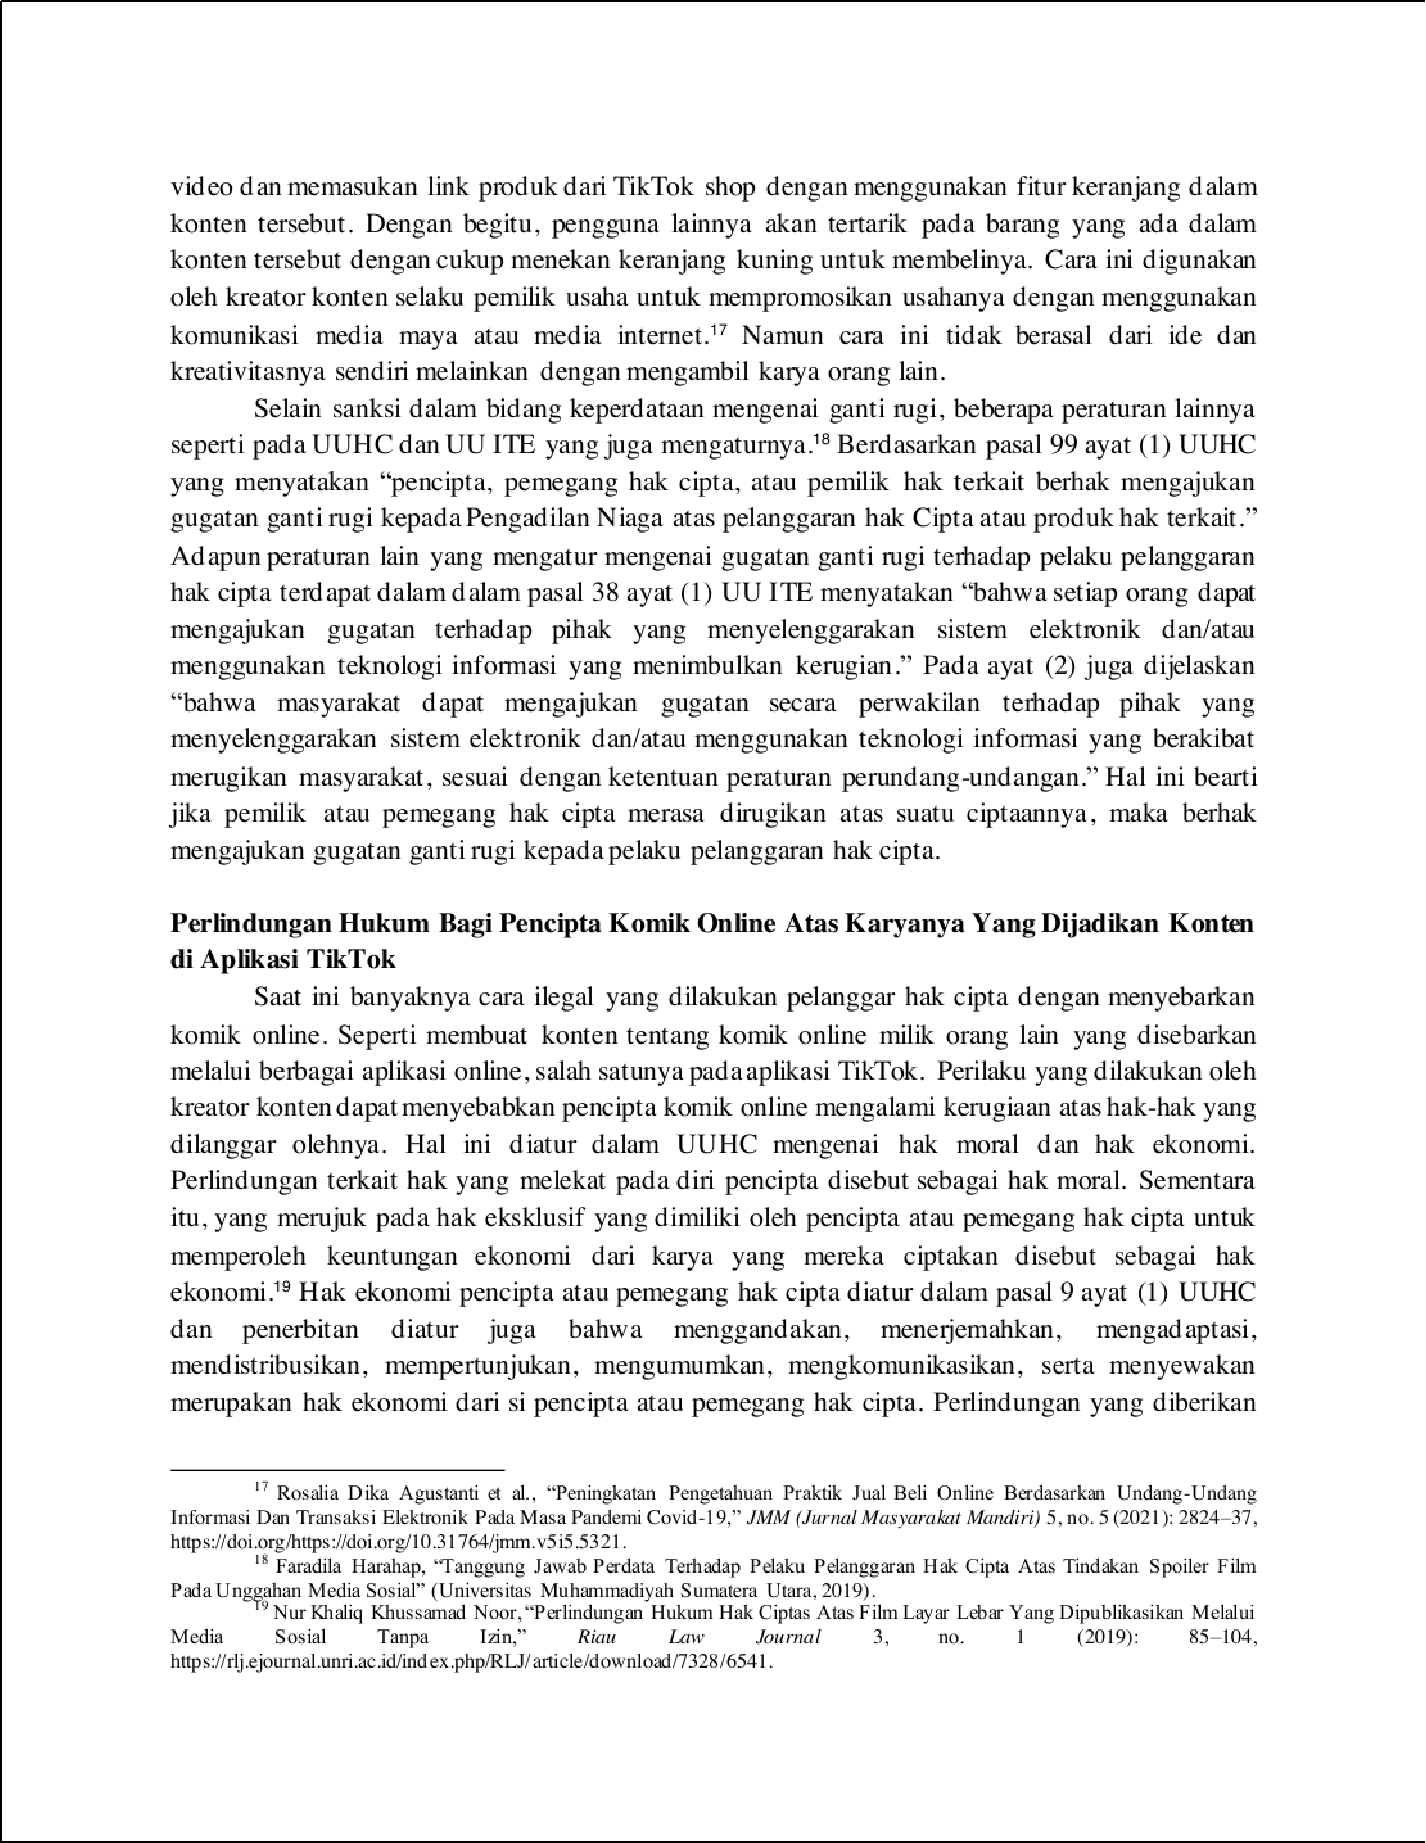 video dan memasukan link produk dari TikTok shop dengan menggunakan fitur keranjang dalam
konten tersebut. Dengan begitu, pengguna lainnya akan tertarik pada barang yang ada dalam
konten tersebut dengan cukup menekan keranjang kuning untuk membelinya. Cara ini digunakan
oleh kreator konten selaku pemilik usaha untuk mempromosikan usahanya dengan menggunakan
komunikasi media maya atau media internet.¹⁷ Namun cara ini tidak berasal dari ide dan
kreativitasnya sendiri melainkan dengan mengambil karya orang lain.
Selain sanksi dalam bidang keperdataan mengenai ganti rugi, beberapa peraturan lainnya
seperti pada UUHC dan UU ITE yang juga mengaturnya.¹⁸ Berdasarkan pasal 99 ayat (1) UUHC
yang menyatakan “pencipta, pemegang hak cipta, atau pemilik hak terkait berhak mengajukan
gugatan ganti rugi kepada Pengadilan Niaga atas pelanggaran hak Cipta atau produk hak terkait.”
Adapun peraturan lain yang mengatur mengenai gugatan ganti rugi terhadap pelaku pelanggaran
hak cipta terdapat dalam dalam pasal 38 ayat (1) UU ITE menyatakan “bahwa setiap orang dapat
mengajukan gugatan terhadap pihak yang menyelenggarakan sistem elektronik dan/atau
menggunakan teknologi informasi yang menimbulkan kerugian.” Pada ayat (2) juga dijelaskan
“bahwa masyarakat dapat mengajukan gugatan secara perwakilan terhadap pihak yang
menyelenggarakan sistem elektronik dan/atau menggunakan teknologi informasi yang berakibat
merugikan masyarakat, sesuai dengan ketentuan peraturan perundang-undangan.” Hal ini bearti
jika pemilik atau pemegang hak cipta merasa dirugikan atas suatu ciptaannya, maka berhak
mengajukan gugatan ganti rugi kepada pelaku pelanggaran hak cipta.
Perlindungan Hukum Bagi Pencipta Komik Online Atas Karyanya Yang Dijadikan Konten
di Aplikasi TikTok
Saat ini banyaknya cara ilegal yang dilakukan pelanggar hak cipta dengan menyebarkan
komik online. Seperti membuat konten tentang komik online milik orang lain yang disebarkan
melalui berbagai aplikasi online, salah satunya pada aplikasi TikTok. Perilaku yang dilakukan oleh
kreator konten dapat menyebabkan pencipta komik online mengalami kerugiaan atas hak-hak yang
dilanggar olehnya. Hal ini diatur dalam UUHC mengenai hak moral dan hak ekonomi.
Perlindungan terkait hak yang melekat pada diri pencipta disebut sebagai hak moral. Sementara
itu, yang merujuk pada hak eksklusif yang dimiliki oleh pencipta atau pemegang hak cipta untuk
memperoleh keuntungan ekonomi dari karya yang mereka ciptakan disebut sebagai hak
ekonomi.¹⁹ Hak ekonomi pencipta atau pemegang hak cipta diatur dalam pasal 9 ayat (1) UUHC
dan penerbitan diatur juga bahwa menggandakan, menerjemahkan, mengadaptasi,
mendistribusikan, mempertunjukan, mengumumkan, mengkomunikasikan, serta menyewakan
merupakan hak ekonomi dari si pencipta atau pemegang hak cipta. Perlindungan yang diberikan
¹⁷ Rosalia Dika Agustanti et al., “Peningkatan Pengetahuan Praktik Jual Beli Online Berdasarkan Undang-Undang
Informasi Dan Transaksi Elektronik Pada Masa Pandemi Covid-19,” JMM (Jurnal Masyarakat Mandiri) 5, no. 5 (2021): 2824–37,
https://doi.org/https://doi.org/10.31764/jmm.v5i5.5321.
¹⁸ Faradila Harahap, “Tanggung Jawab Perdata Terhadap Pelaku Pelanggaran Hak Cipta Atas Tindakan Spoiler Film
Pada Unggahan Media Sosial” (Universitas Muhammadiyah Sumatera Utara, 2019).
¹⁹ Nur Khaliq Khussamad Noor, “Perlindungan Hukum Hak Ciptas Atas Film Layar Lebar Yang Dipublikasikan Melalui
Media Sosial Tanpa Izin,” Riau Law Journal 3, no. 1 (2019): 85–104,
https://rlj.ejournal.unri.ac.id/index.php/RLJ/article/download/7328/6541.